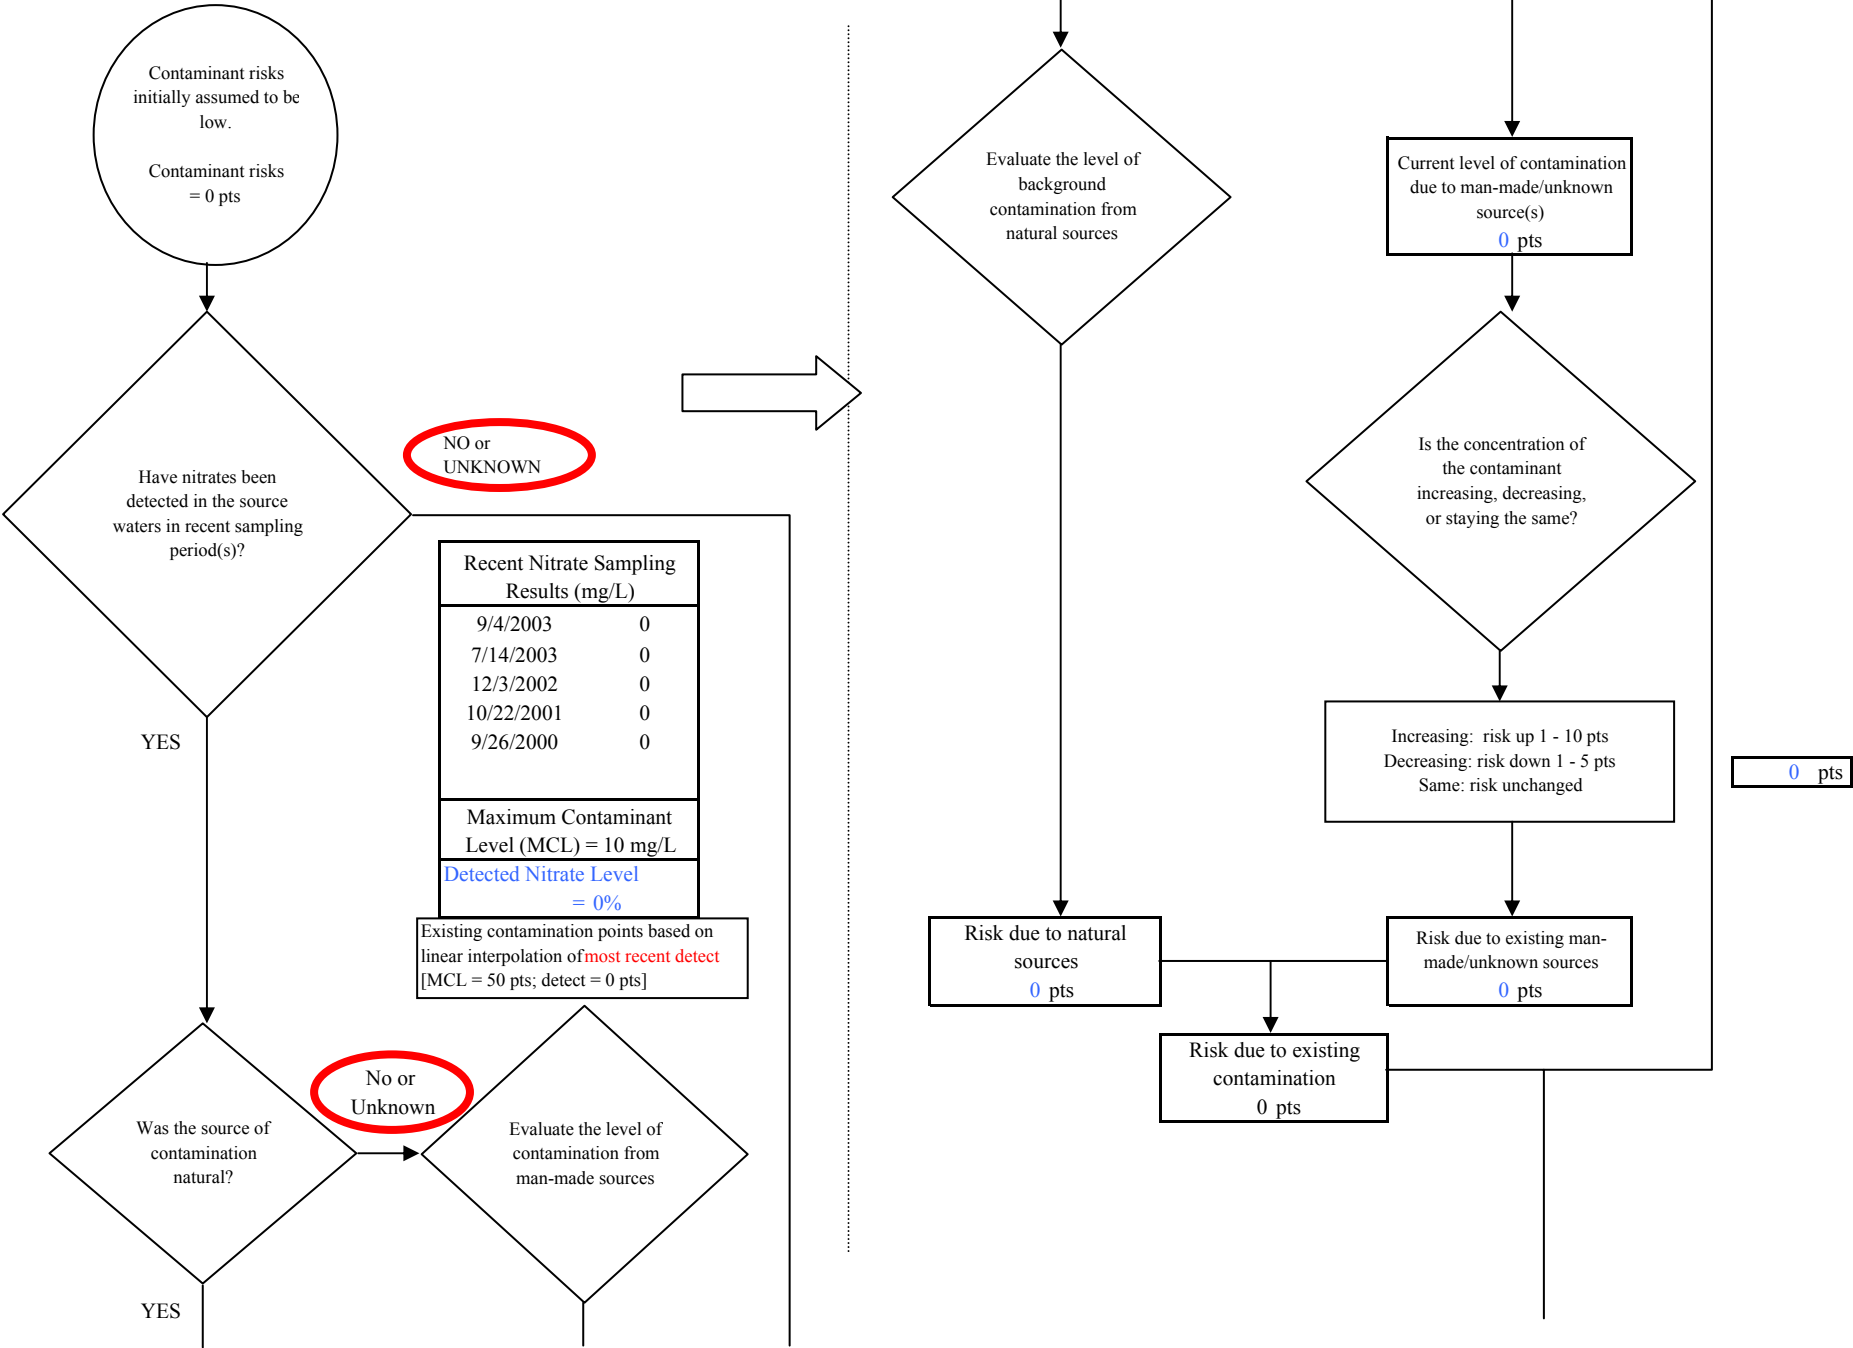 Contaminant risks
initially assumed to be
low.
Contaminant risks
= 0 pts
Have nitrates been
detected in the source
waters in recent sampling
period(s)?
NO or
UNKNOWN
YES
Recent Nitrate Sampling
Results (mg/L)
9/4/2003 0
7/14/2003 0
12/3/2002 0
10/22/2001 0
9/26/2000 0
Maximum Contaminant
Level (MCL) = 10 mg/L
Detected Nitrate Level
= 0%
Existing contamination points based on
linear interpolation of most recent detect
[MCL = 50 pts; detect = 0 pts]
Was the source of
contamination
natural?
No or
Unknown
Evaluate the level of
contamination from
man-made sources
YES
Evaluate the level of
background
contamination from
natural sources
Current level of contamination
due to man-made/unknown
source(s)
0 pts
Is the concentration of
the contaminant
increasing, decreasing,
or staying the same?
Increasing: risk up 1 - 10 pts
Decreasing: risk down 1 - 5 pts
Same: risk unchanged
0 pts
Risk due to natural
sources
0 pts
Risk due to existing man-
made/unknown sources
0 pts
Risk due to existing
contamination
0 pts